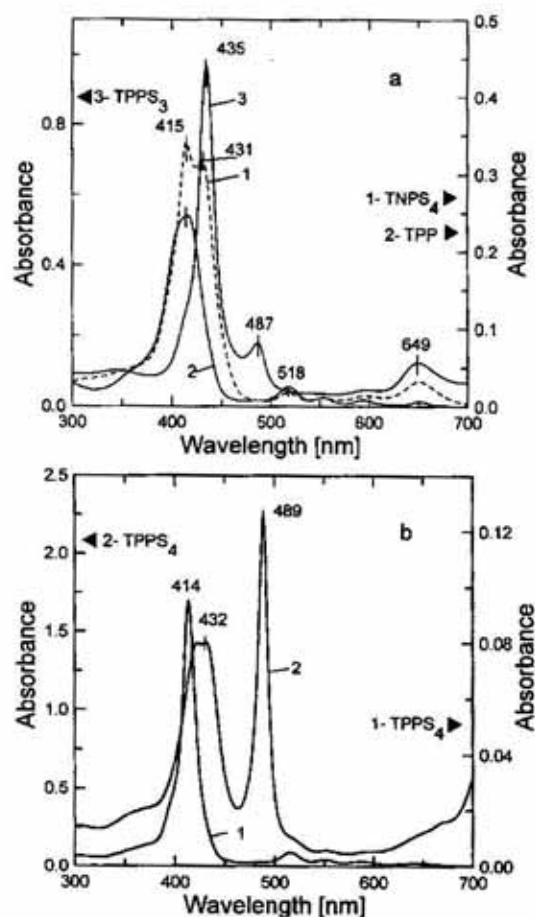 435
0.5
a
3- TPPS3
3
0.4
0.8
415
431
1
0.3
Absorbance
1- TNPS4
Absorbance
2- TPP
0.4
0.2
487
649
0.1
2
518
0.0
0.0
300 400 500 600 700
Wavelength [nm]
2.5
489
b
2- TPPS4
0.12
2.0
414
432
Absorbance
1.5
2
0.08
Absorbance
1.0
1- TPPS4
0.04
0.5
1
0.0
0.00
300 400 500 600 700
Wavelength [nm]